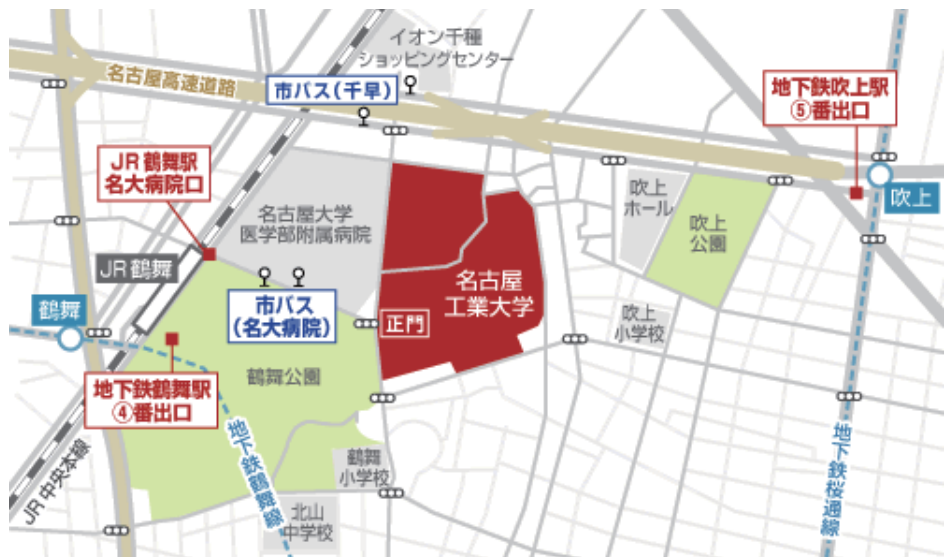 イオン千種
ショッピングセンター
名古屋高速道路
市バス(千早)
地下鉄吹上駅
⑤番出口
JR鶴舞駅
名大病院口
吹上
ホール
吹上
名古屋大学
医学部附属病院
吹上
公園
JR鶴舞
名古屋
工業大学
市バス
(名大病院)
鶴舞
正門
吹上
小学校
鶴舞公園
地下鉄鶴舞駅
④番出口
地下鉄鶴舞線
地下鉄桜通線
JR中央本線
鶴舞
小学校
北山
中学校